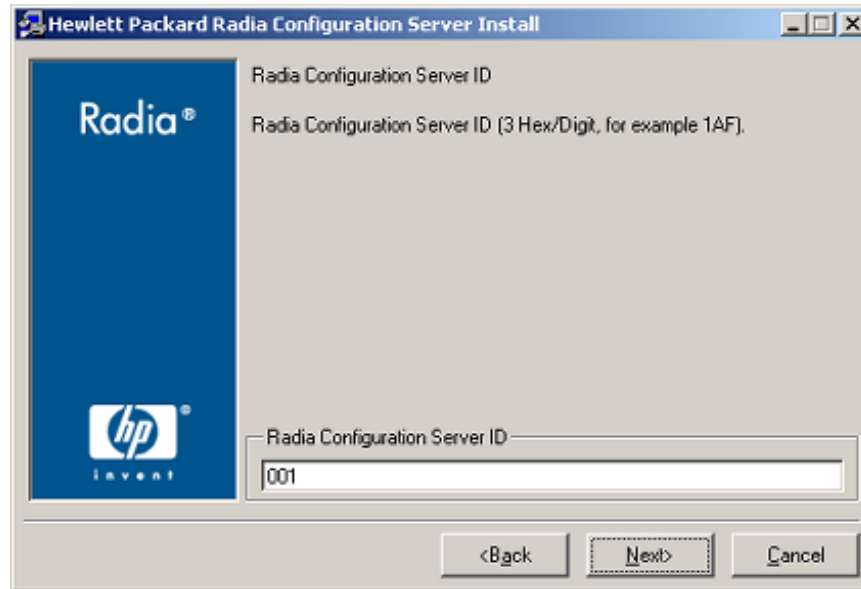 Hewlett Packard Radia Configuration Server Install
Radia®
Radia Configuration Server ID
Radia Configuration Server ID (3 Hex/Digit, for example 1AF).
hp®
invent
Radia Configuration Server ID
001
<Back
Next>
Cancel